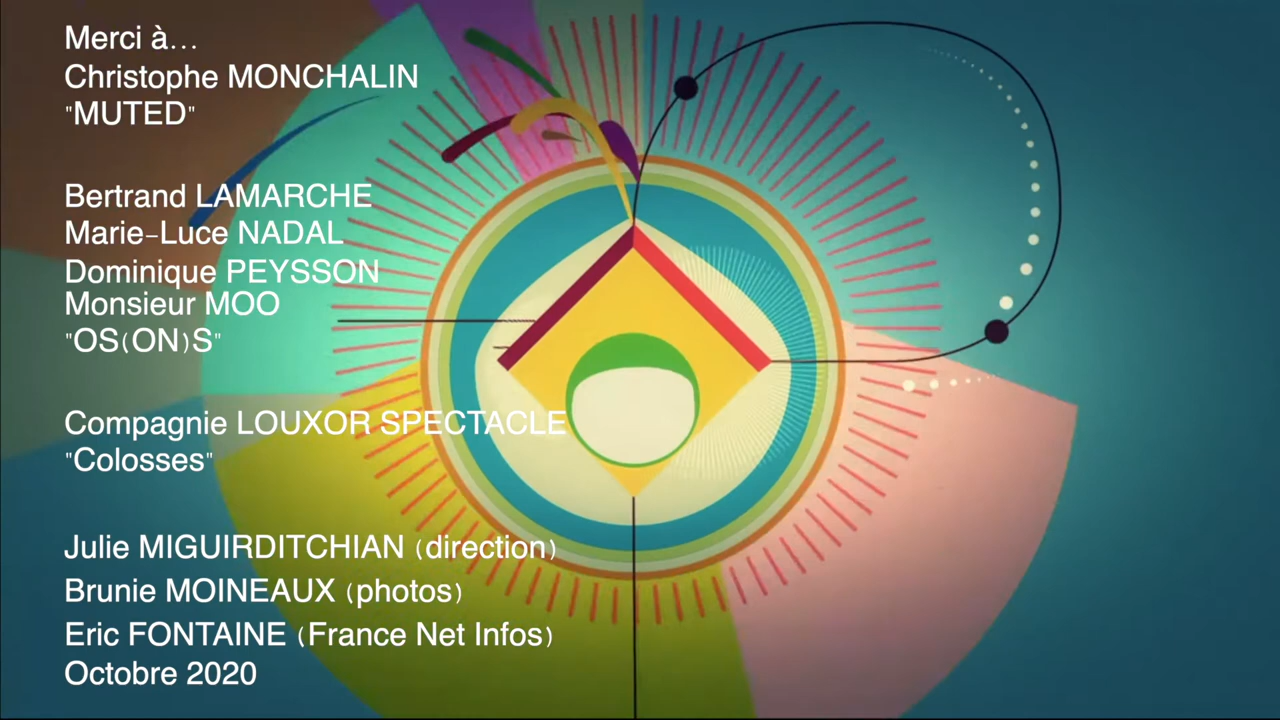 Merci à...
Christophe MONCHALIN
"MUTED"
Bertrand LAMARCHE
Marie-Luce NADAL
Dominique PEYSSON
Monsieur MOO
"OS(ON)S"
Compagnie LOUXOR SPECTACLE
"Colosses"
Julie MIGUIRDITCHIAN (direction)
Brunie MOINEAUX (photos)
Eric FONTAINE (France Net Infos)
Octobre 2020